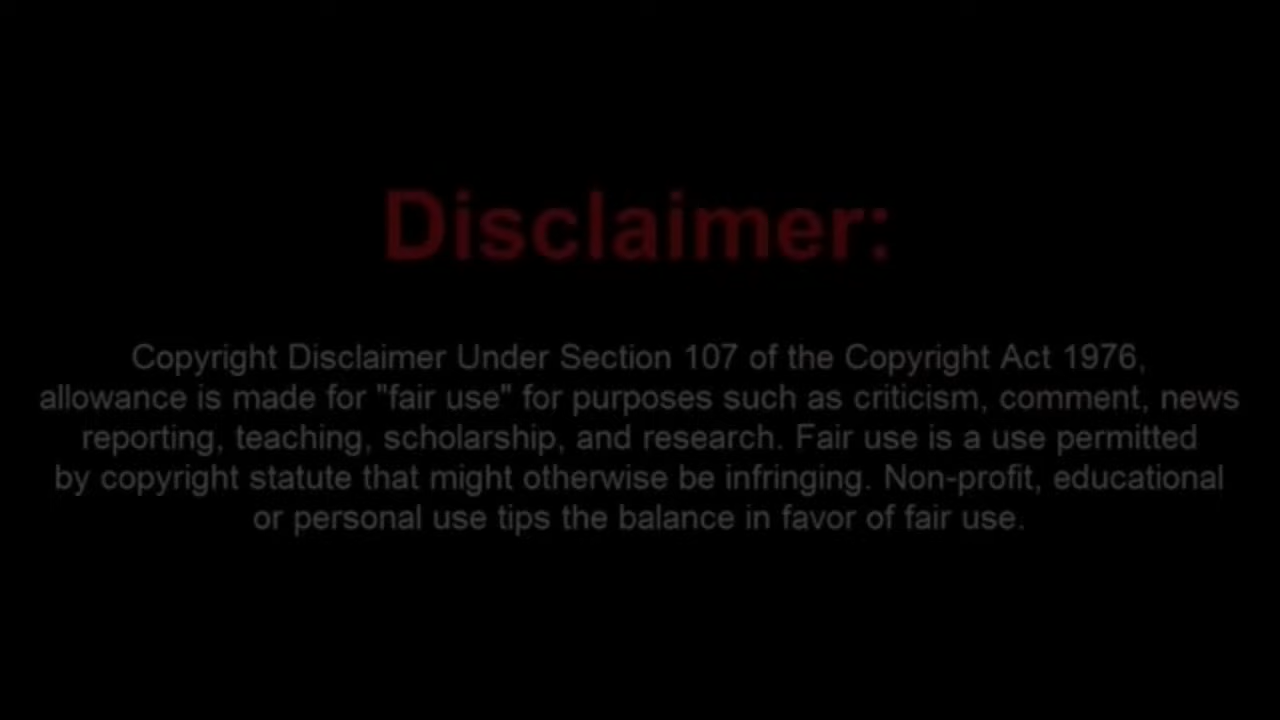 Disclaimer:
Copyright Disclaimer Under Section 107 of the Copyright Act 1976,
allowance is made for "fair use" for purposes such as criticism, comment, news
reporting, teaching, scholarship, and research. Fair use is a use permitted
by copyright statute that might otherwise be infringing. Non-profit, educational
or personal use tips the balance in favor of fair use.